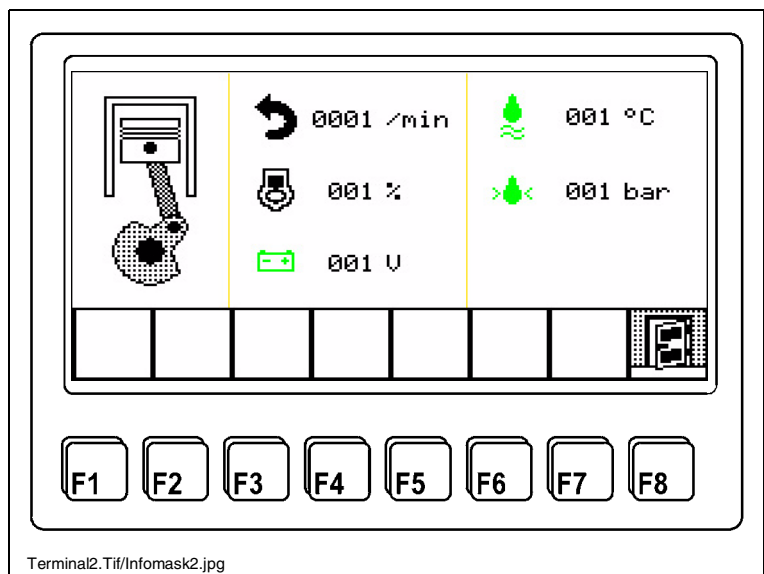 0001 /min
001 °C
001 %
001 bar
001 V
F1 F2 F3 F4 F5 F6 F7 F8
Terminal2.Tif/Infomask2.jpg